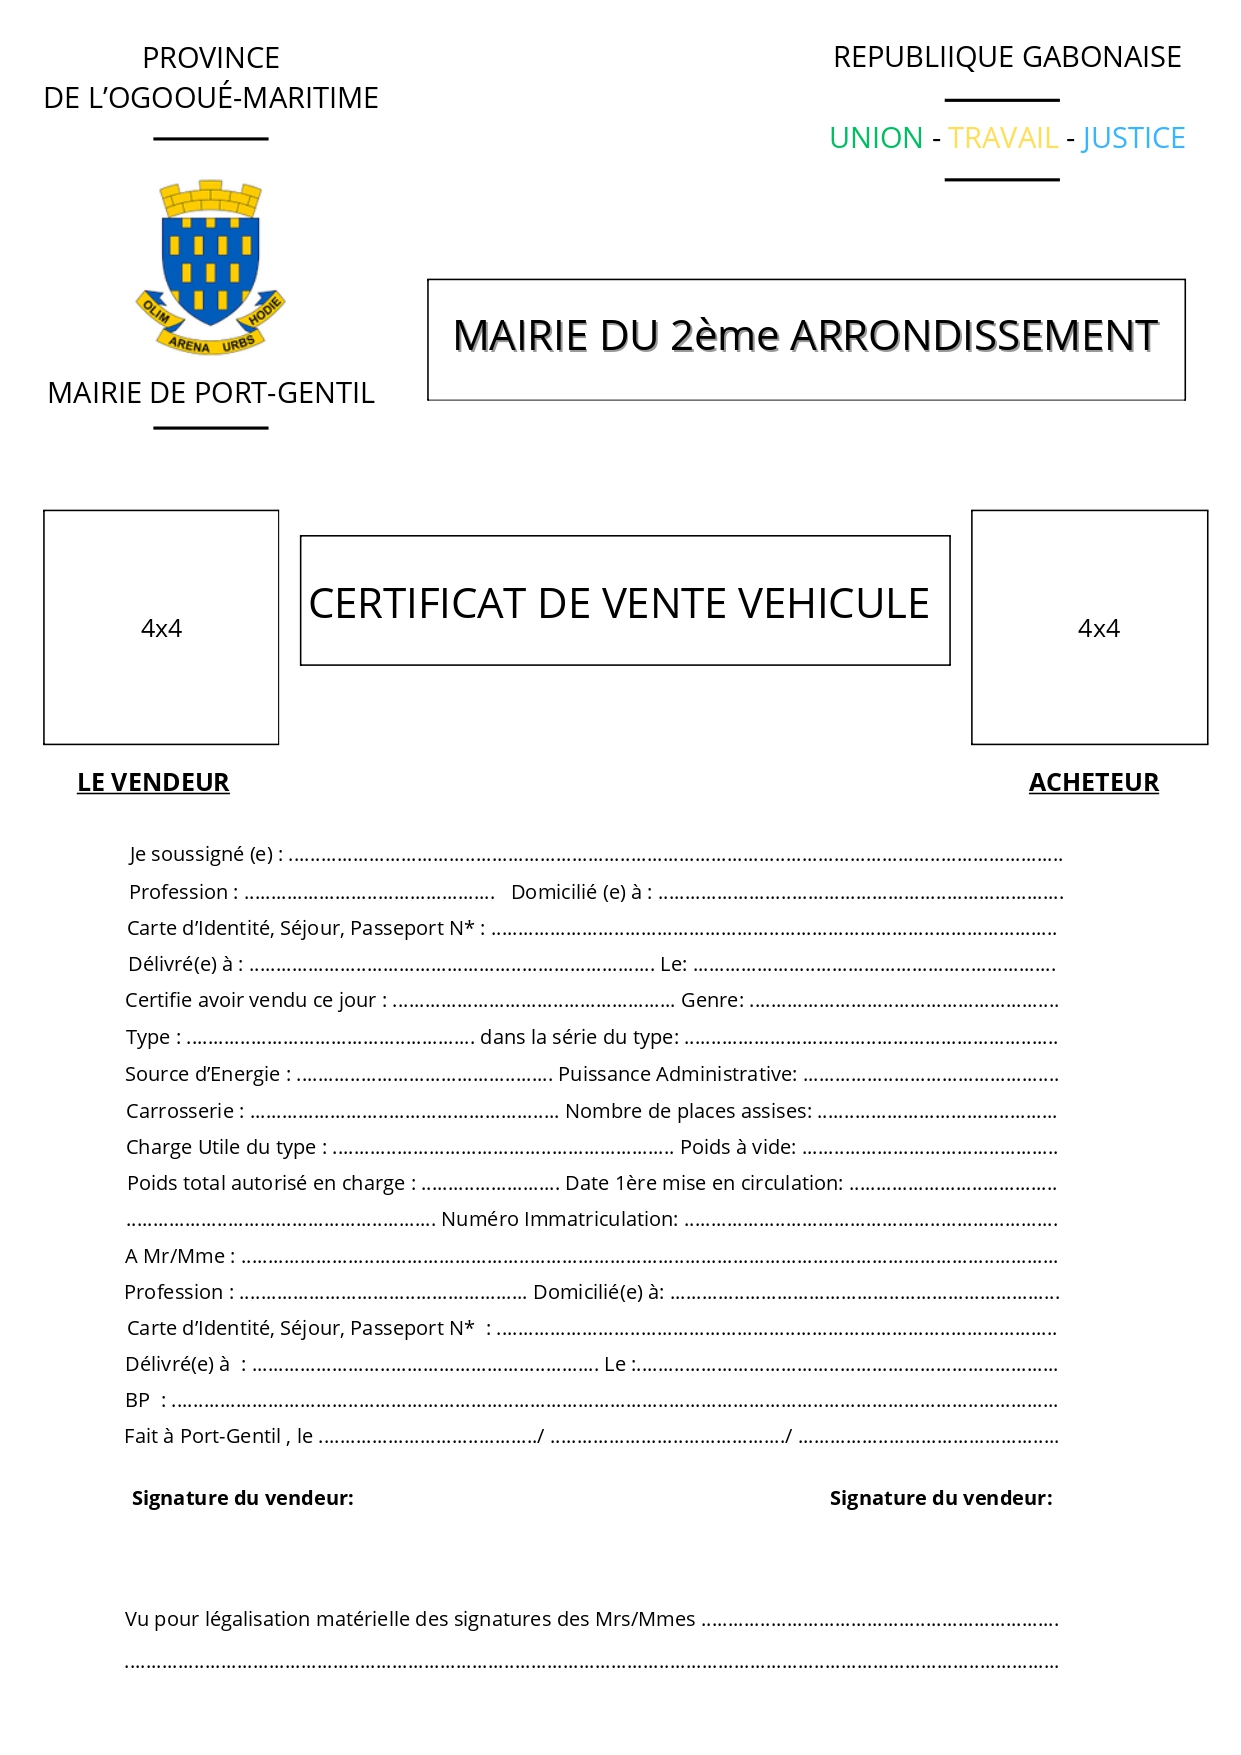 PROVINCE
DE L’OGOOUÉ-MARITIME
REPUBLIIQUE GABONAISE
UNION - TRAVAIL - JUSTICE
OLIM ARENA URBS HODIE
MAIRIE DE PORT-GENTIL
MAIRIE DU 2ème ARRONDISSEMENT
4x4
CERTIFICAT DE VENTE VEHICULE
4x4
LE VENDEUR
ACHETEUR
Je soussigné (e) : ........................................................
Profession : ............................ Domicilié (e) à : ............................
Carte d’Identité, Séjour, Passeport N* : ............................
Délivré(e) à : ............................ Le: ............................
Certifie avoir vendu ce jour : ............................ Genre: ............................
Type : ............................ dans la série du type: ............................
Source d’Energie : ............................ Puissance Administrative: ............................
Carrosserie : ............................ Nombre de places assises: ............................
Charge Utile du type : ............................ Poids à vide: ............................
Poids total autorisé en charge : ............................ Date 1ère mise en circulation: ............................
............................ Numéro Immatriculation: ............................
A Mr/Mme : ........................................................
Profession : ............................ Domicilié(e) à: ............................
Carte d’Identité, Séjour, Passeport N* : ............................
Délivré(e) à : ............................ Le :............................
BP : ........................................................
Fait à Port-Gentil , le ............................/ ............................/ ............................
Signature du vendeur:
Signature du vendeur:
Vu pour légalisation matérielle des signatures des Mrs/Mmes ............................
........................................................